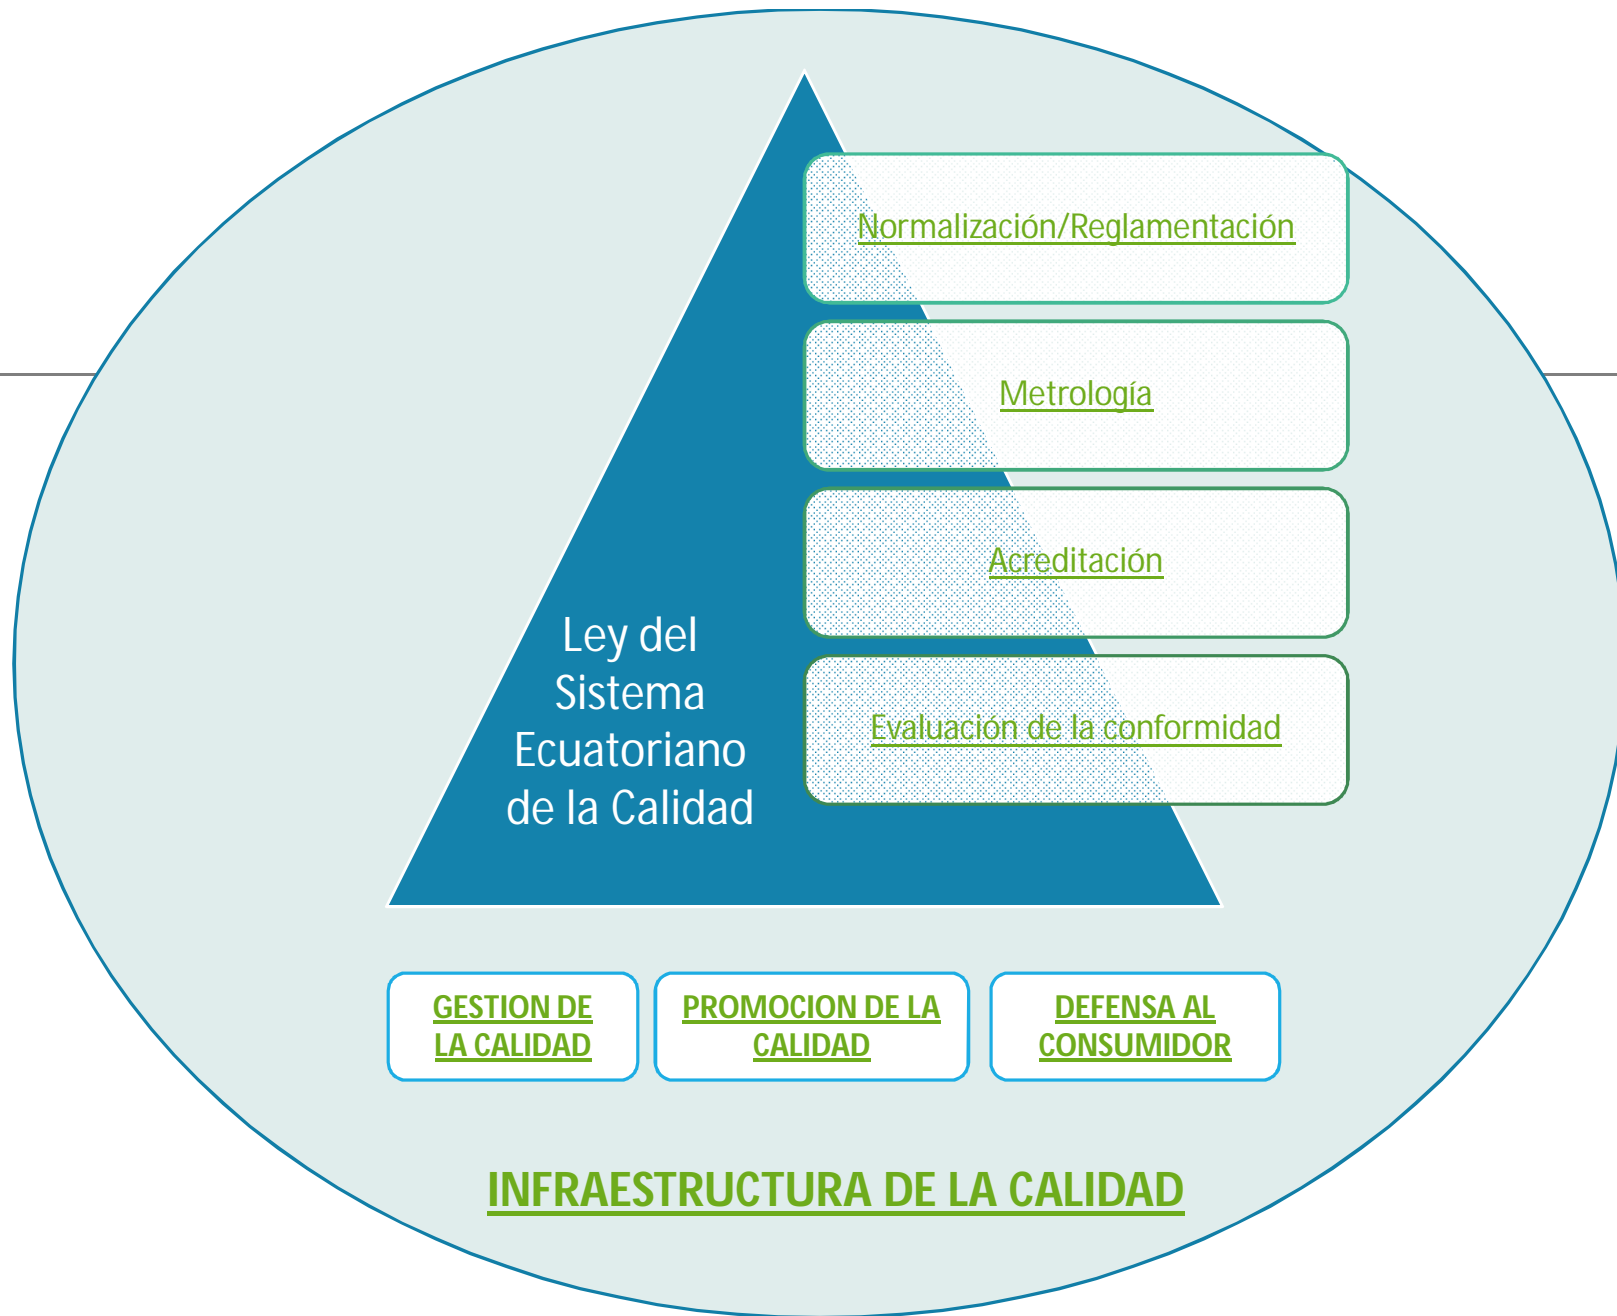 Normalización/Reglamentación
Metrología
Acreditación
Evaluación de la conformidad
Ley del
Sistema
Ecuatoriano
de la Calidad
GESTION DE
LA CALIDAD
PROMOCION DE LA
CALIDAD
DEFENSA AL
CONSUMIDOR
INFRAESTRUCTURA DE LA CALIDAD